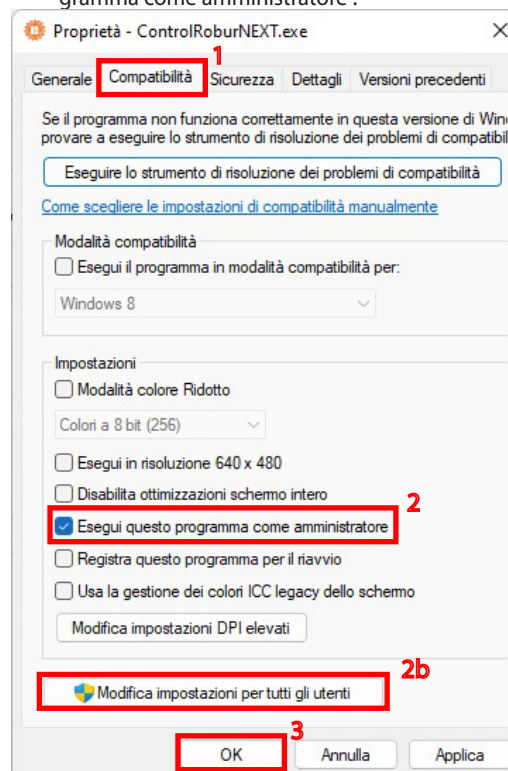 gramma come amministratore".
Proprietà - ControlRoburNEXT.exe
1
Generale Compatibilità Sicurezza Dettagli Versioni precedenti
Se il programma non funziona correttamente in questa versione di
provare a eseguire lo strumento di risoluzione dei problemi di
Eseguire lo strumento di risoluzione dei problemi di compatibilità
Come scegliere le impostazioni di compatibilità manualmente
Modalità compatibilità
Esegui il programma in modalità compatibilità per:
Windows 8
Impostazioni
Modalità colore Ridotto
Colori a 8 bit (256)
Esegui in risoluzione 640 x 480
Disabilita ottimizzazioni schermo intero
2
Esegui questo programma come amministratore
Registra questo programma per il riavvio
Usa la gestione dei colori ICC legacy dello schermo
Modifica impostazioni DPI elevati
2b
Modifica impostazioni per tutti gli utenti
3
OK Annulla Applica